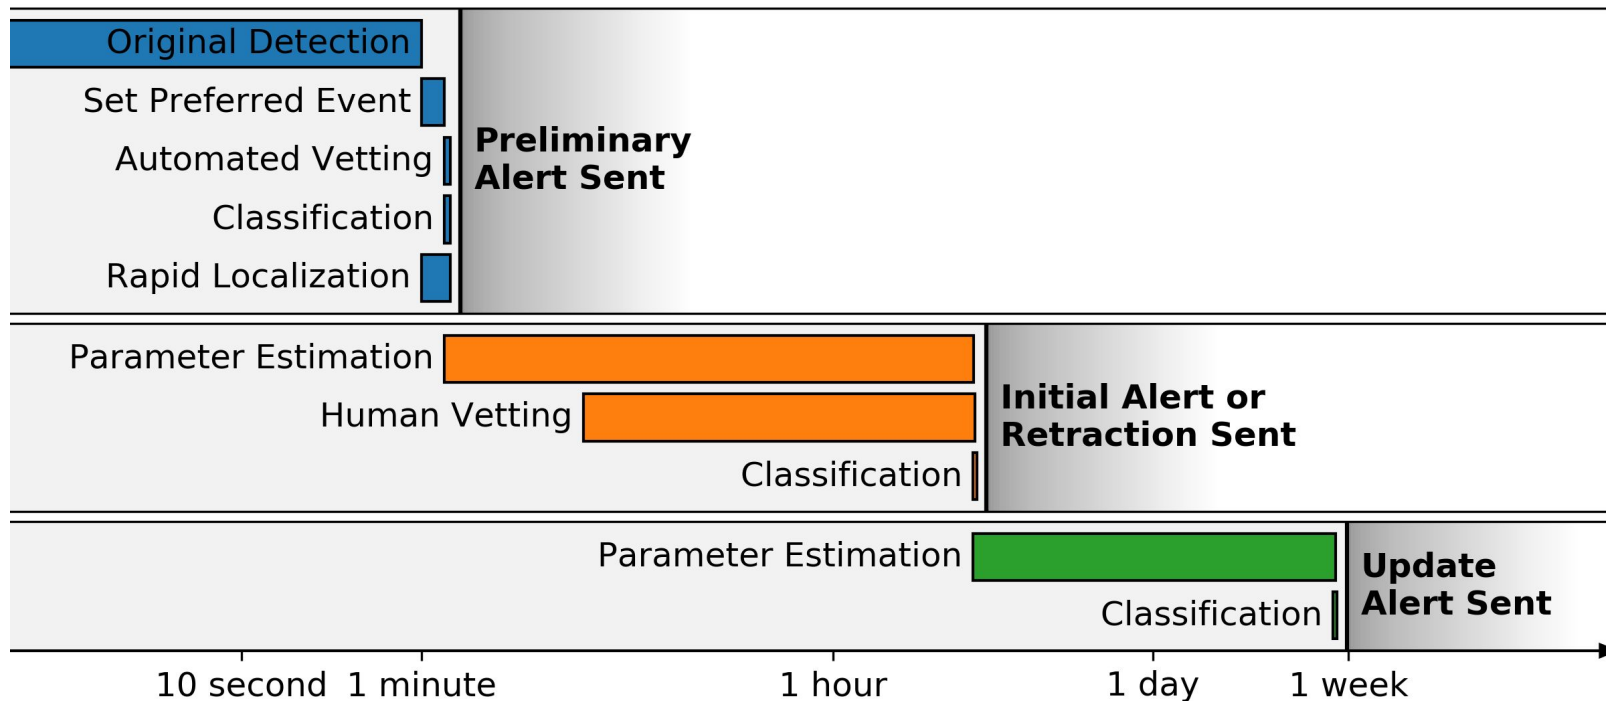 Original Detection
Set Preferred Event
Automated Vetting
Classification
Rapid Localization
Preliminary
Alert Sent
Parameter Estimation
Human Vetting
Classification
Initial Alert or
Retraction Sent
Parameter Estimation
Classification
Update
Alert Sent
10 second 1 minute 1 hour 1 day 1 week